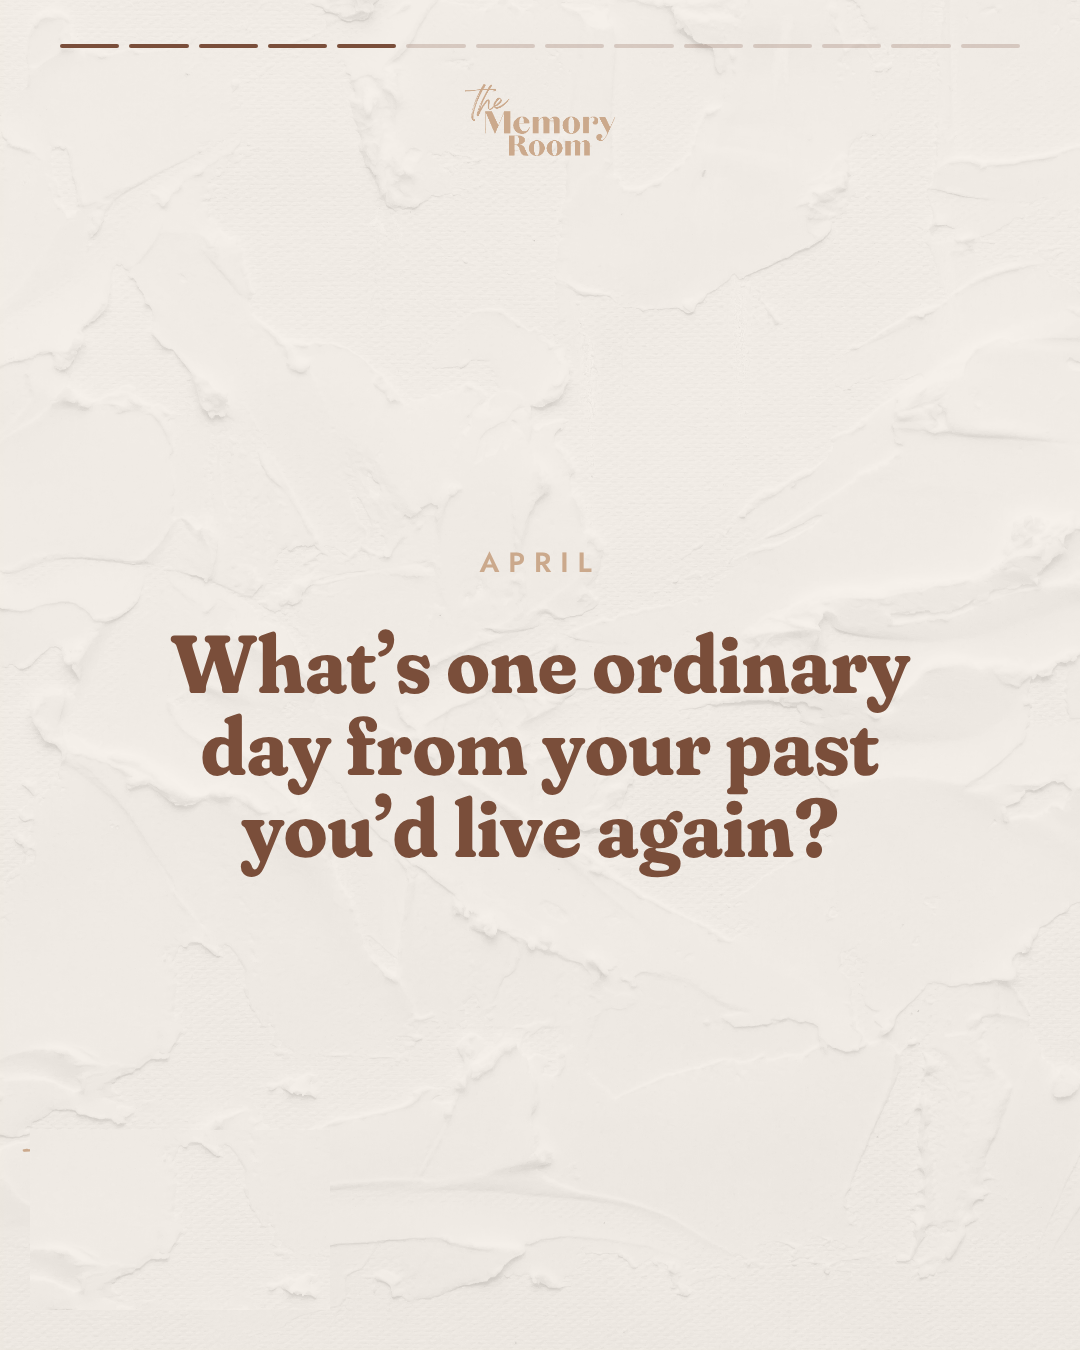 the
Memory
Room
APRIL
What’s one ordinary
day from your past
you’d live again?